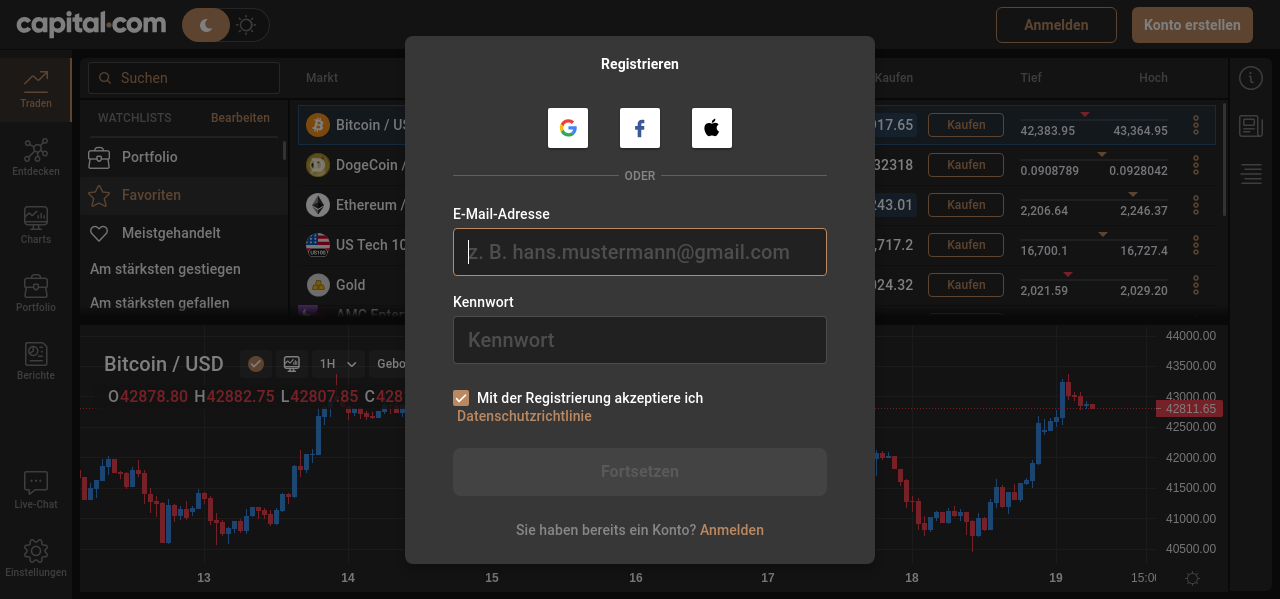 capital.com
Anmelden
Konto erstellen
Registrieren
ODER
E-Mail-Adresse
z. B. hans.mustermann@gmail.com
Kennwort
Kennwort
Mit der Registrierung akzeptiere ich
Datenschutzrichtlinie
Fortsetzen
Sie haben bereits ein Konto? Anmelden
Traden
Entdecken
Charts
Portfolio
Berichte
Live-Chat
Einstellungen
Suchen
WATCHLISTS Bearbeiten
Portfolio
Favoriten
Meistgehandelt
Am stärksten gestiegen
Am stärksten gefallen
Markt Kaufen Tief Hoch
Bitcoin / 17.65 Kaufen 42,383.95 43,364.95
DogeCoin / 32318 Kaufen 0.0908789 0.0928042
Ethereum / 243.01 Kaufen 2,206.64 2,246.37
US100 US Tech 10 ,717.2 Kaufen 16,700.1 16,727.4
Gold 024.32 Kaufen 2,021.59 2,029.20
Bitcoin / USD 1H
O42878.80 H42882.75 L42807.85 C428
44000.00
43500.00
43000.00
42811.65
42500.00
42000.00
41500.00
41000.00
40500.00
13 14 15 16 17 18 19 15:0